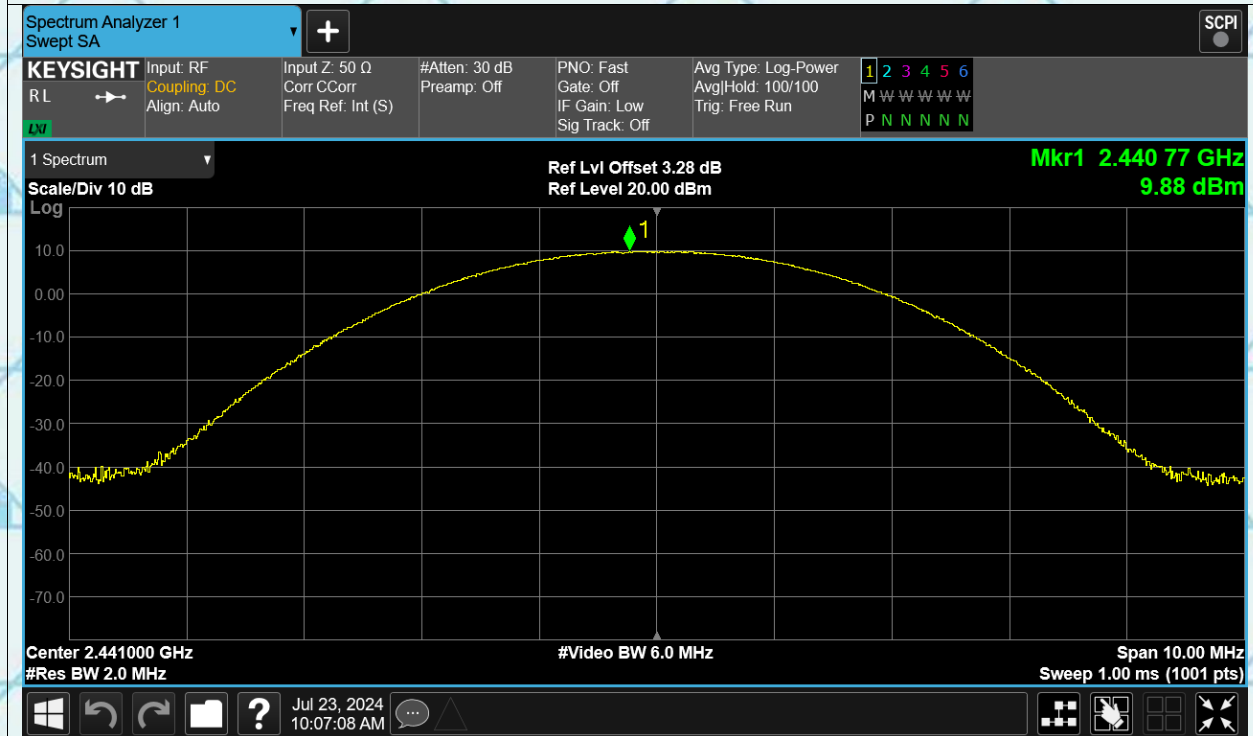 Spectrum Analyzer 1
Swept SA
+
SCPI
KEYSIGHT
R L
LXI
Input: RF
Coupling: DC
Align: Auto
Input Z: 50 Ω
Corr CCorr
Freq Ref: Int (S)
#Atten: 30 dB
Preamp: Off
PNO: Fast
Gate: Off
IF Gain: Low
Sig Track: Off
Avg Type: Log-Power
Avg|Hold: 100/100
Trig: Free Run
1 2 3 4 5 6
M W W W W W
P N N N N N
1 Spectrum
Scale/Div 10 dB
Log
Ref Lvl Offset 3.28 dB
Ref Level 20.00 dBm
Mkr1 2.440 77 GHz
9.88 dBm
1
10.0
0.00
-10.0
-20.0
-30.0
-40.0
-50.0
-60.0
-70.0
Center 2.441000 GHz
#Res BW 2.0 MHz
#Video BW 6.0 MHz
Span 10.00 MHz
Sweep 1.00 ms (1001 pts)
?
Jul 23, 2024
10:07:08 AM